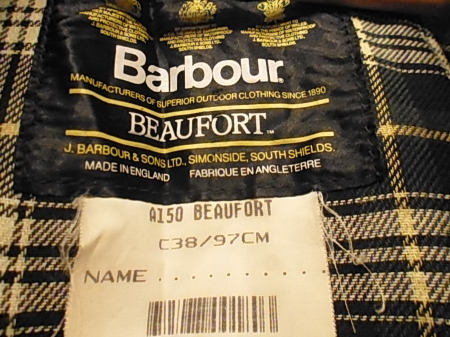 Barbour
MANUFACTURERS OF SUPERIOR OUTDOOR CLOTHING SINCE 1890
BEAUFORT™
J. BARBOUR & SONS LTD., SIMONSIDE, SOUTH SHIELDS.
MADE IN ENGLAND FABRIQUE EN ANGLETERRE
A150 BEAUFORT
C38/97CM
NAME . . . . . . . . . . .